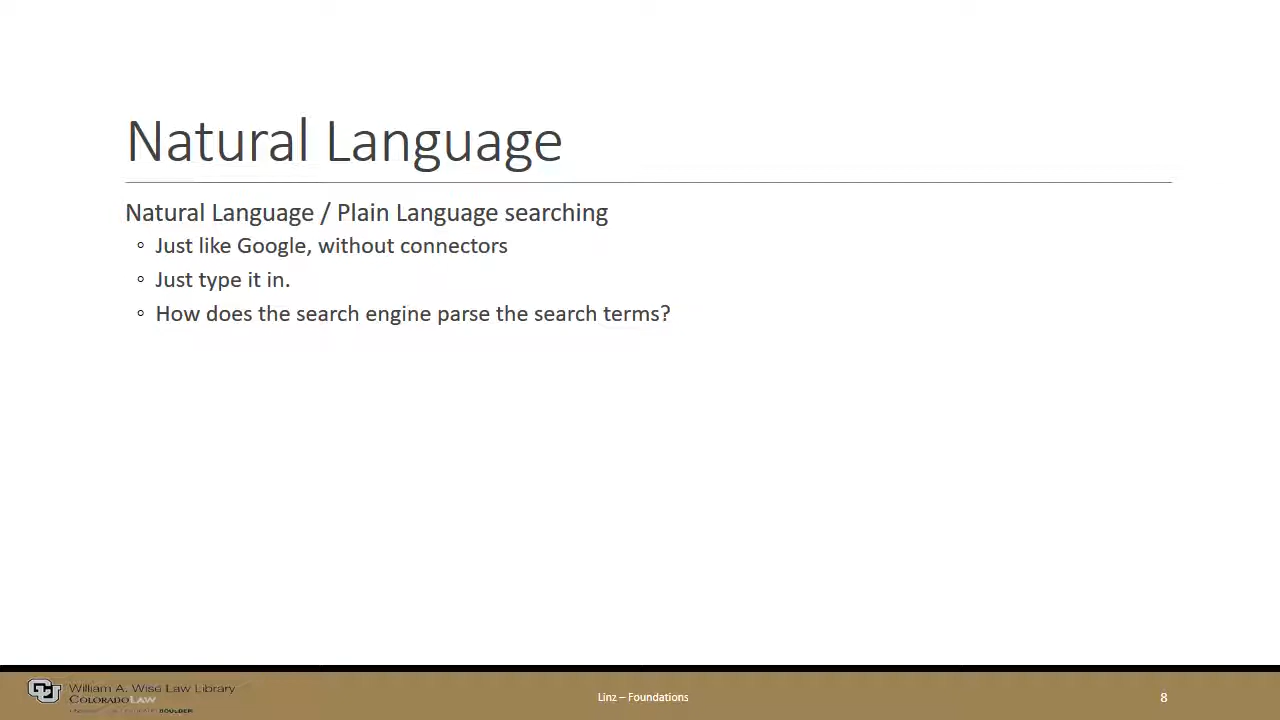 Natural Language
Natural Language / Plain Language searching
◦ Just like Google, without connectors
◦ Just type it in.
◦ How does the search engine parse the search terms?
William A. Wise Law Library
COLORADO LAW
BOULDER
Linz – Foundations
8